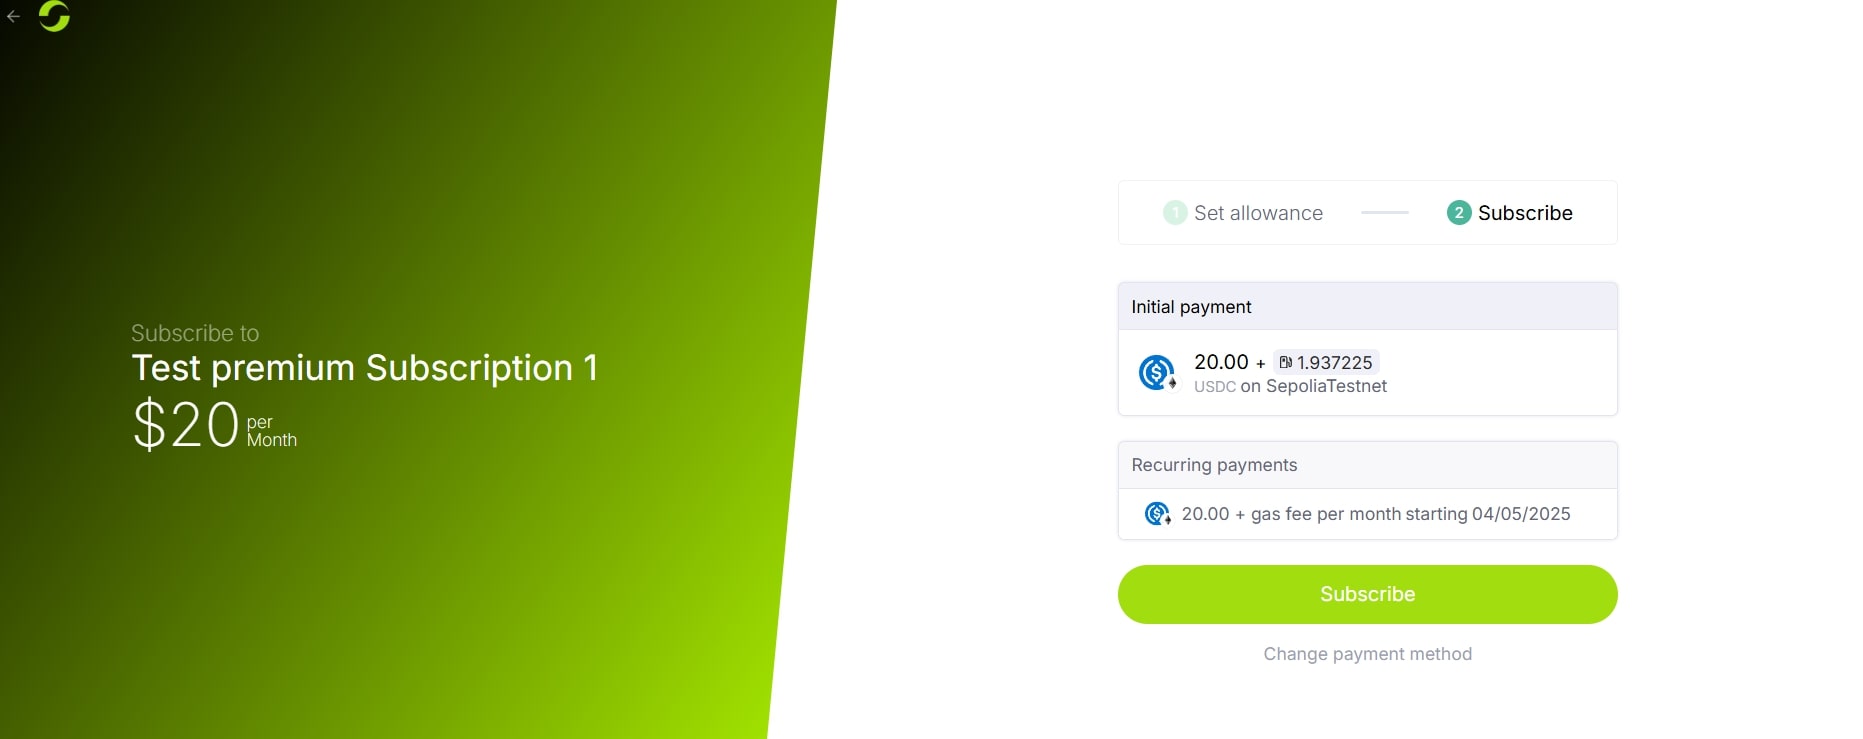 Subscribe to
Test premium Subscription 1
$20 per
Month
1 Set allowance
2 Subscribe
Initial payment
20.00 + 1.937225
USDC on SepoliaTestnet
Recurring payments
20.00 + gas fee per month starting 04/05/2025
Subscribe
Change payment method